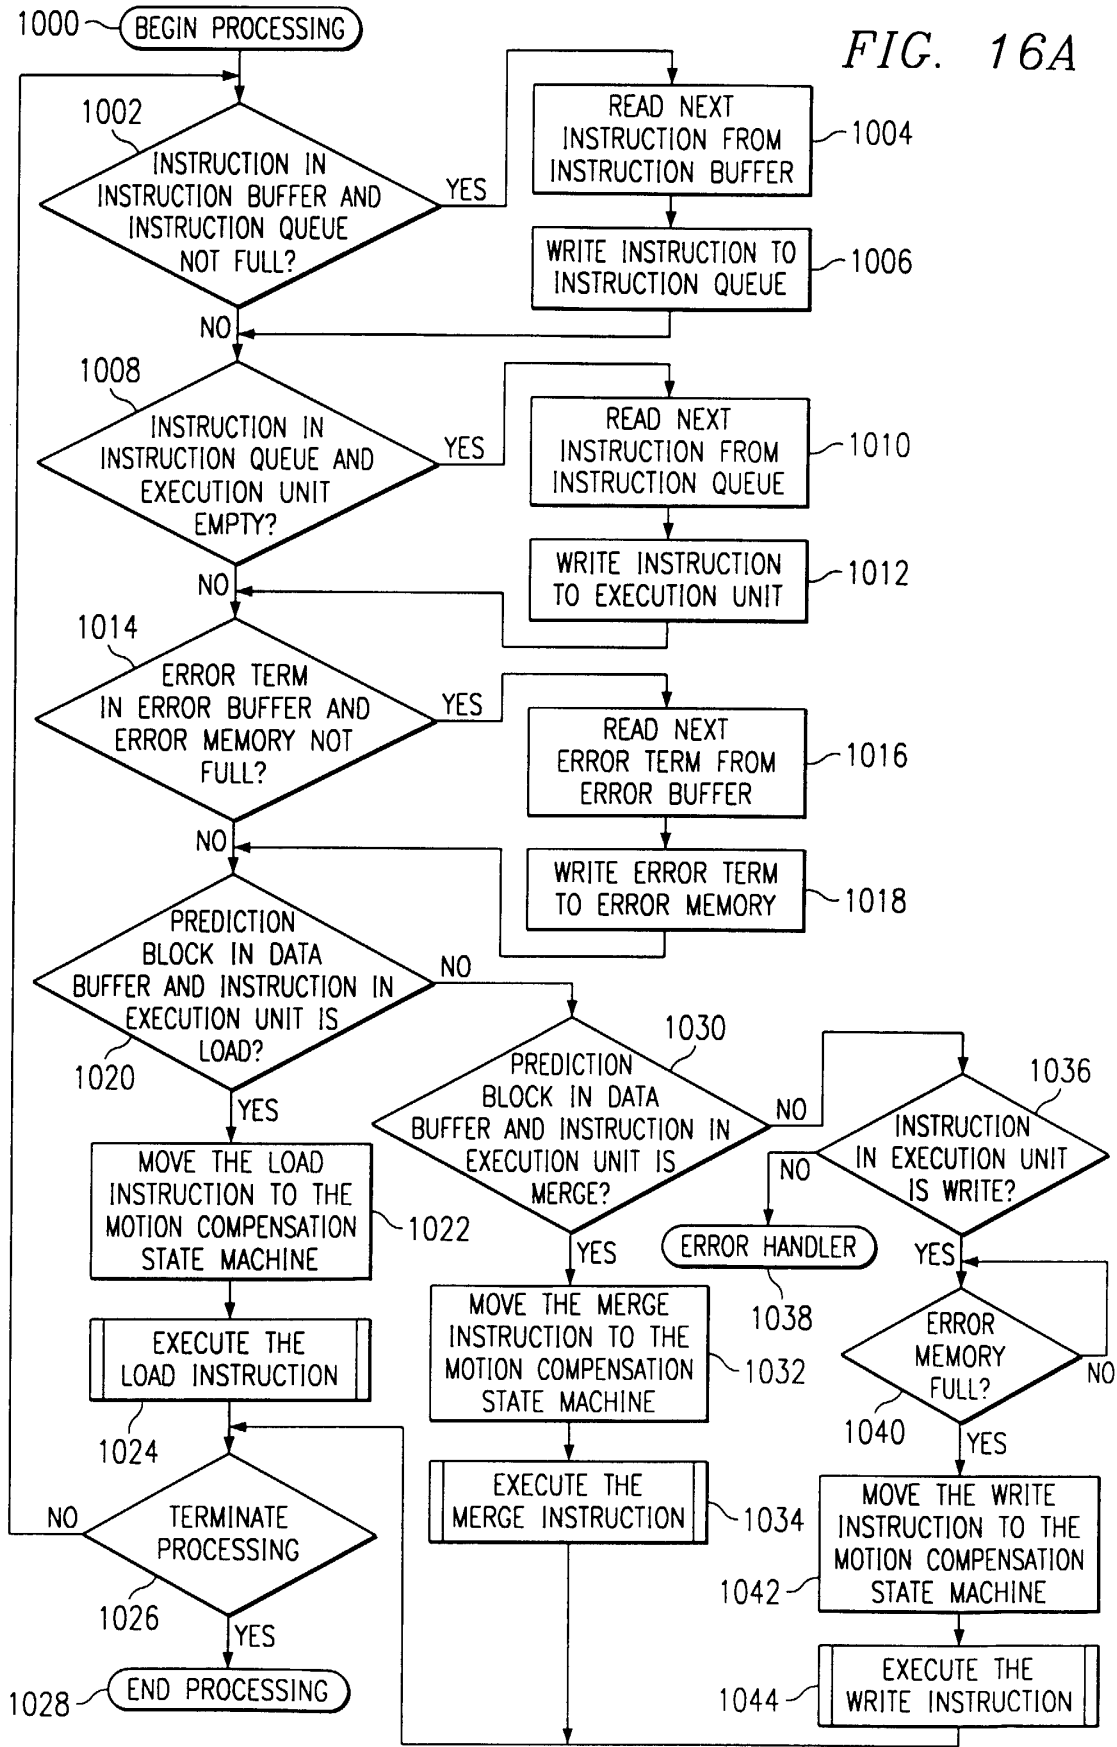 FIG. 16A
1000
BEGIN PROCESSING
1002
INSTRUCTION IN
INSTRUCTION BUFFER AND
INSTRUCTION QUEUE
NOT FULL?
YES
READ NEXT
INSTRUCTION FROM
INSTRUCTION BUFFER
1004
WRITE INSTRUCTION TO
INSTRUCTION QUEUE
1006
NO
1008
INSTRUCTION IN
INSTRUCTION QUEUE AND
EXECUTION UNIT
EMPTY?
YES
READ NEXT
INSTRUCTION FROM
INSTRUCTION QUEUE
1010
WRITE INSTRUCTION
TO EXECUTION UNIT
1012
NO
1014
ERROR TERM
IN ERROR BUFFER AND
ERROR MEMORY NOT
FULL?
YES
READ NEXT
ERROR TERM FROM
ERROR BUFFER
1016
WRITE ERROR TERM
TO ERROR MEMORY
1018
NO
PREDICTION
BLOCK IN DATA
BUFFER AND INSTRUCTION IN
EXECUTION UNIT IS
LOAD?
1020
NO
YES
MOVE THE LOAD
INSTRUCTION TO THE
MOTION COMPENSATION
STATE MACHINE
1022
EXECUTE THE
LOAD INSTRUCTION
1024
TERMINATE
PROCESSING
NO
1026
YES
END PROCESSING
1028
1030
PREDICTION
BLOCK IN DATA
BUFFER AND INSTRUCTION IN
EXECUTION UNIT IS
MERGE?
NO
YES
MOVE THE MERGE
INSTRUCTION TO THE
MOTION COMPENSATION
STATE MACHINE
1032
EXECUTE THE
MERGE INSTRUCTION
1034
1036
INSTRUCTION
IN EXECUTION UNIT
IS WRITE?
NO
ERROR HANDLER
1038
YES
ERROR
MEMORY
FULL?
NO
1040
YES
MOVE THE WRITE
INSTRUCTION TO THE
MOTION COMPENSATION
STATE MACHINE
1042
EXECUTE THE
WRITE INSTRUCTION
1044